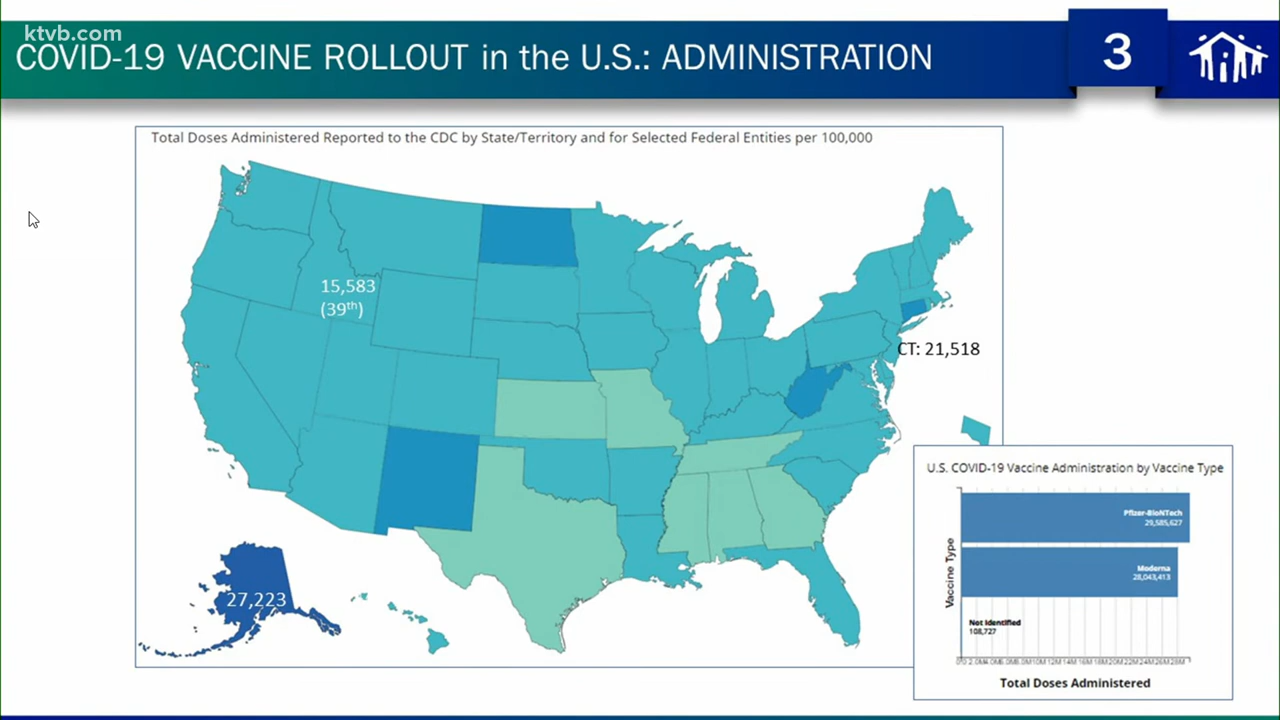 ktvb.com
COVID-19 VACCINE ROLLOUT in the U.S.: ADMINISTRATION
3
Total Doses Administered Reported to the CDC by State/Territory and for Selected Federal Entities per 100,000
15,583
(39th)
CT: 21,518
27,223
U.S. COVID-19 Vaccine Administration by Vaccine Type
Vaccine Type
Pfizer-BioNTech
29,585,627
Moderna
28,043,413
Not Identified
108,727
Total Doses Administered